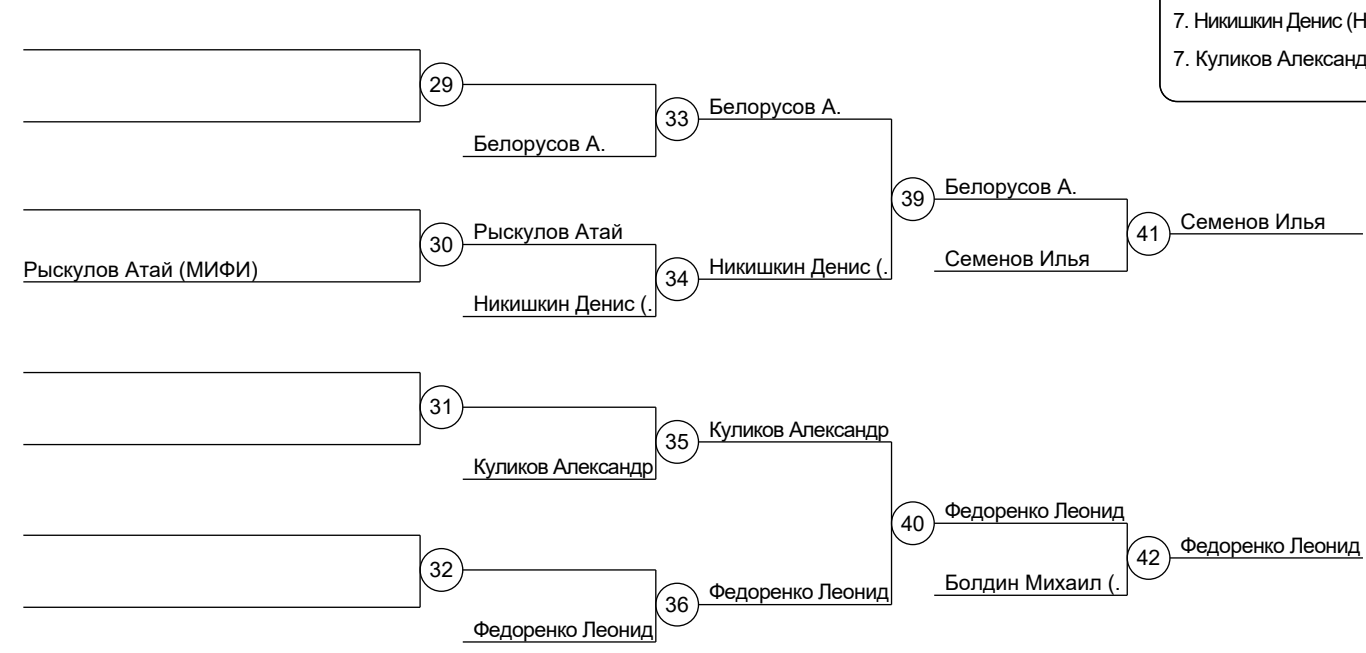 7. Никишкин Денис (Н
7. Куликов Александ
29
33
Белорусов А.
Белорусов А.
39
Белорусов А.
30
Рыскулов Атай
Рыскулов Атай (МИФИ)
34
Никишкин Денис (.
Никишкин Денис (.
41
Семенов Илья
Семенов Илья
31
35
Куликов Александр
Куликов Александр
40
Федоренко Леонид
32
36
Федоренко Леонид
Федоренко Леонид
42
Федоренко Леонид
Болдин Михаил (.